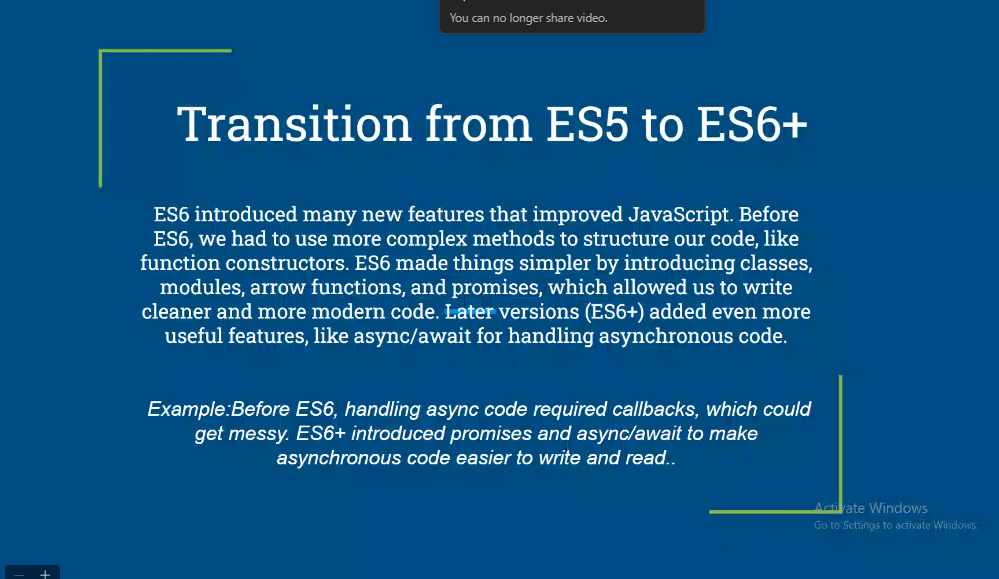 You can no longer share video.
Transition from ES5 to ES6+
ES6 introduced many new features that improved JavaScript. Before
ES6, we had to use more complex methods to structure our code, like
function constructors. ES6 made things simpler by introducing classes,
modules, arrow functions, and promises, which allowed us to write
cleaner and more modern code. Later versions (ES6+) added even more
useful features, like async/await for handling asynchronous code.
Example:Before ES6, handling async code required callbacks, which could
get messy. ES6+ introduced promises and async/await to make
asynchronous code easier to write and read..
Activate Windows
Go to Settings to activate Windows.